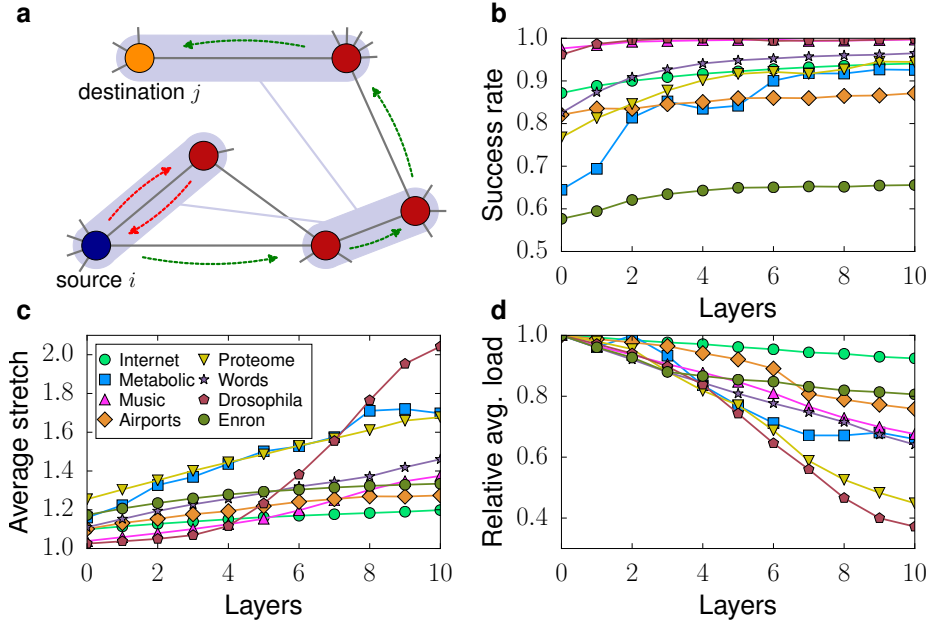 a
destination j
source i
b
Success rate
1.0
0.9
0.8
0.7
0.6
0.5
0 2 4 6 8 10
Layers
c
Average stretch
2.0
1.8
1.6
1.4
1.2
1.0
Internet
Metabolic
Music
Airports
Proteome
Words
Drosophila
Enron
0 2 4 6 8 10
Layers
d
Relative avg. load
1.0
0.8
0.6
0.4
0 2 4 6 8 10
Layers